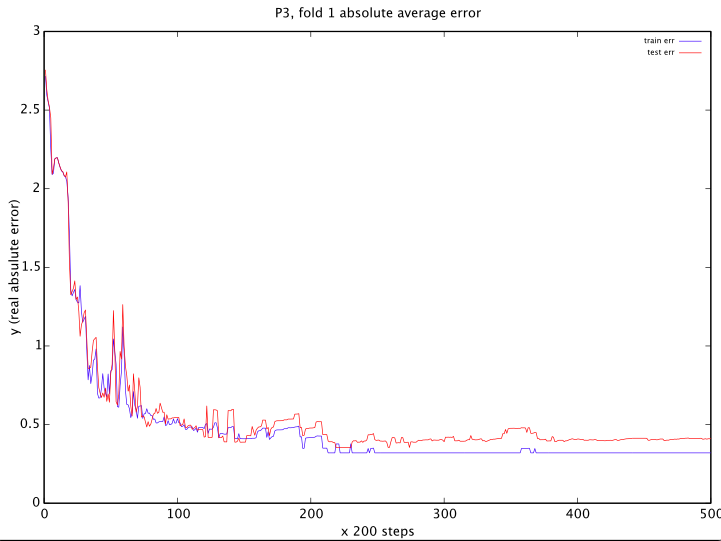 P3, fold 1 absolute average error
train err
test err
3
2.5
2
1.5
1
0.5
0
y (real absulute error)
0 100 200 300 400 500
x 200 steps